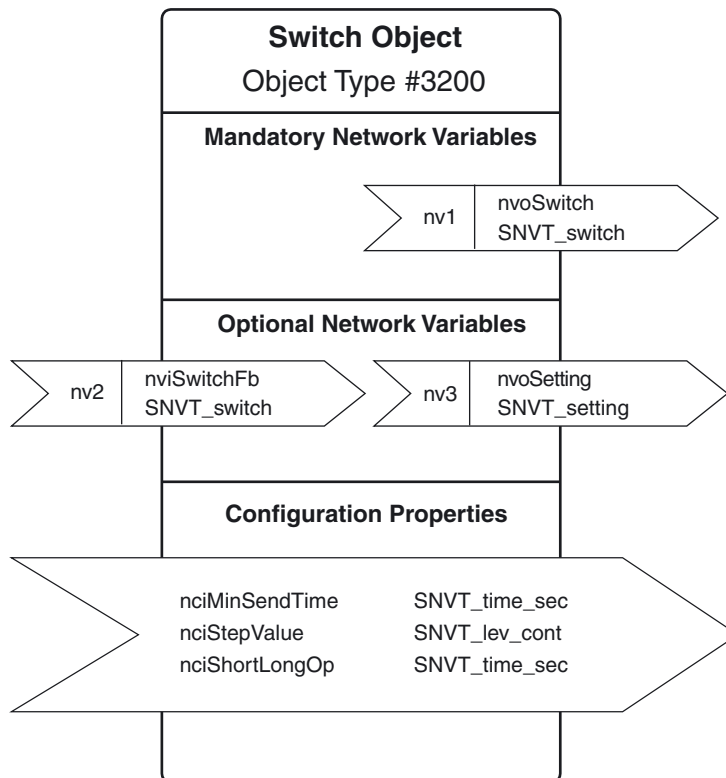 Switch Object
Object Type #3200
Mandatory Network Variables
nv1
nvoSwitch
SNVT_switch
Optional Network Variables
nv2
nviSwitchFb
SNVT_switch
nv3
nvoSetting
SNVT_setting
Configuration Properties
nciMinSendTime SNVT_time_sec
nciStepValue SNVT_lev_cont
nciShortLongOp SNVT_time_sec